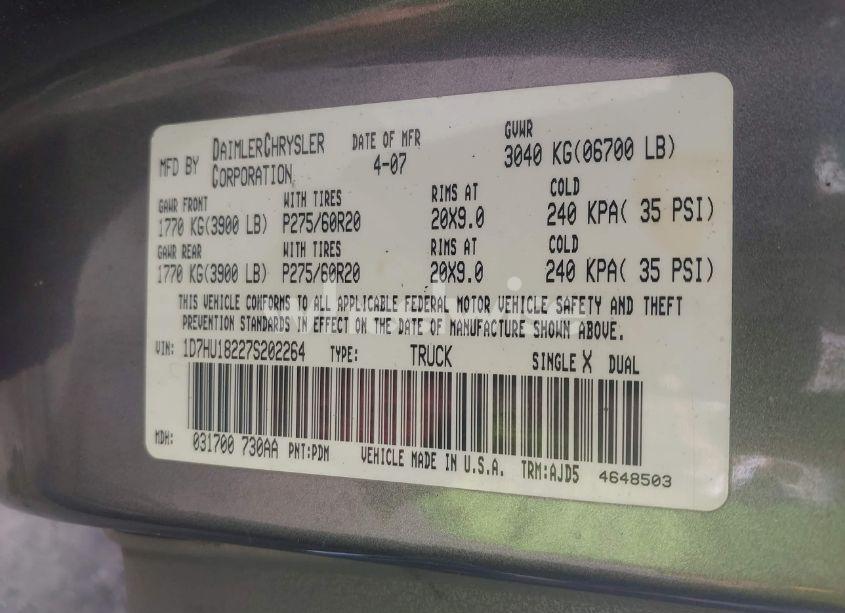 MFD BY DAIMLERCHRYSLER CORPORATION DATE OF MFR 4-07 GVWR 3040 KG(06700 LB)
GAWR FRONT WITH TIRES RIMS AT COLD
1770 KG(3900 LB) P275/60R20 20X9.0 240 KPA( 35 PSI)
GAWR REAR WITH TIRES RIMS AT COLD
1770 KG(3900 LB) P275/60R20 20X9.0 240 KPA( 35 PSI)
THIS VEHICLE CONFORMS TO ALL APPLICABLE FEDERAL MOTOR VEHICLE SAFETY AND THEFT
PREVENTION STANDARDS IN EFFECT ON THE DATE OF MANUFACTURE SHOWN ABOVE.
VIN: 1D7HU18227S202264 TYPE: TRUCK SINGLE X DUAL
MDH: 031700 730AA PNT:PDM VEHICLE MADE IN U.S.A. TRM:AJD5 4648503